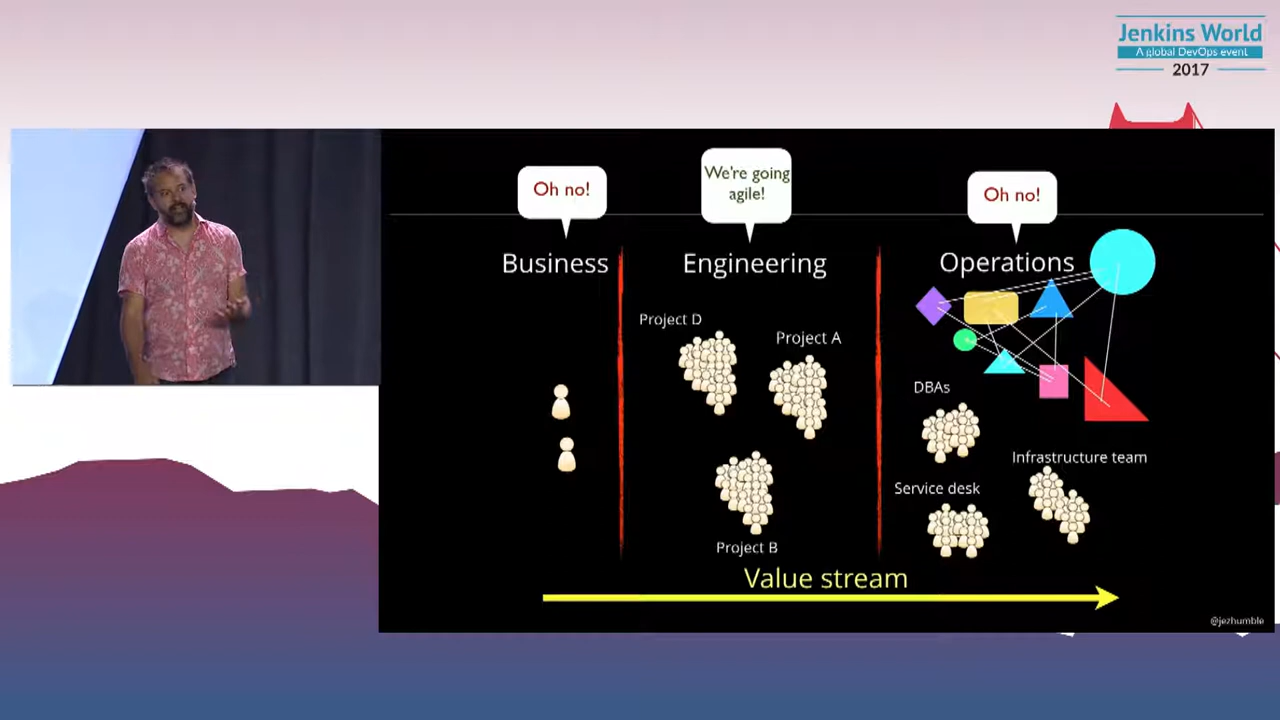 Jenkins World
A global DevOps event
2017
Oh no!
We're going
agile!
Oh no!
Business
Engineering
Operations
Project D
Project A
DBAs
Infrastructure team
Service desk
Project B
Value stream
@jezhumble